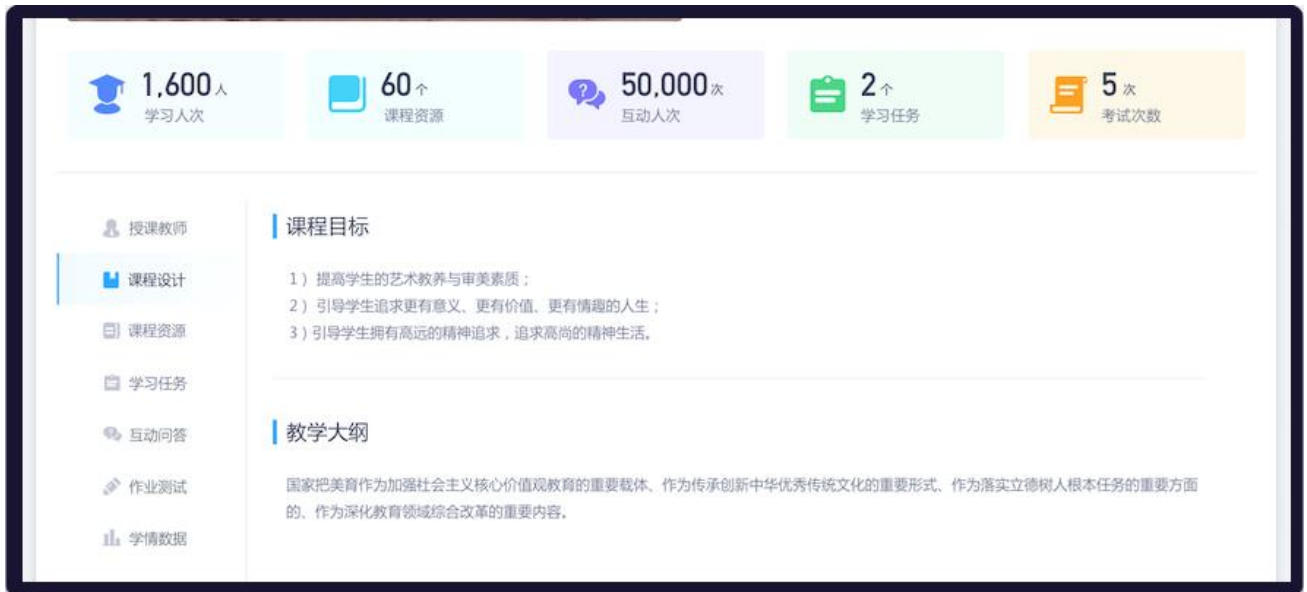 1,600人
学习人次
60个
课程资源
50,000次
互动人次
2个
学习任务
5次
考试次数
授课教师
课程设计
课程资源
学习任务
互动问答
作业测试
学情数据
课程目标
1）提高学生的艺术教养与审美素质；
2）引导学生追求更有意义、更有价值、更有情趣的人生；
3）引导学生拥有高远的精神追求，追求高尚的精神生活。
教学大纲
国家把美育作为加强社会主义核心价值观教育的重要载体、作为传承创新中华优秀传统文化的重要形式、作为落实立德树人根本任务的重要方面
的、作为深化教育领域综合改革的重要内容。